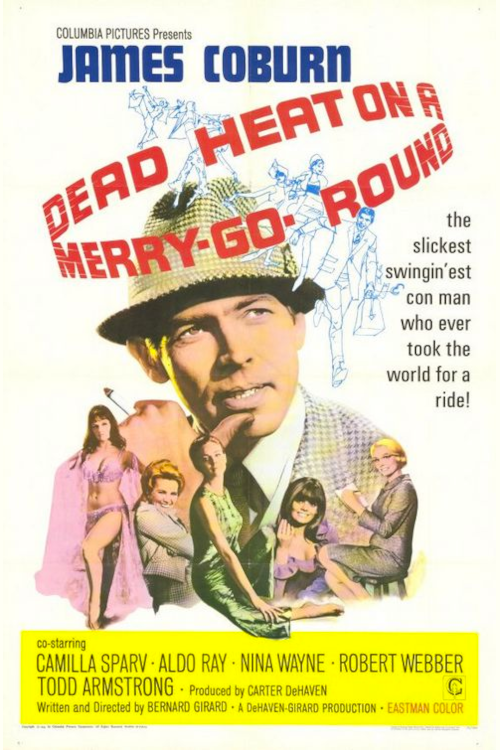 COLUMBIA PICTURES Presents
JAMES COBURN
DEAD HEAT ON A
MERRY-GO-ROUND
the
slickest
swingin'est
con man
who ever
took the
world for a
ride!
co-starring
CAMILLA SPARV · ALDO RAY · NINA WAYNE · ROBERT WEBBER
TODD ARMSTRONG · Produced by CARTER DeHAVEN
Written and Directed by BERNARD GIRARD · A DeHAVEN-GIRARD PRODUCTION · EASTMAN COLOR